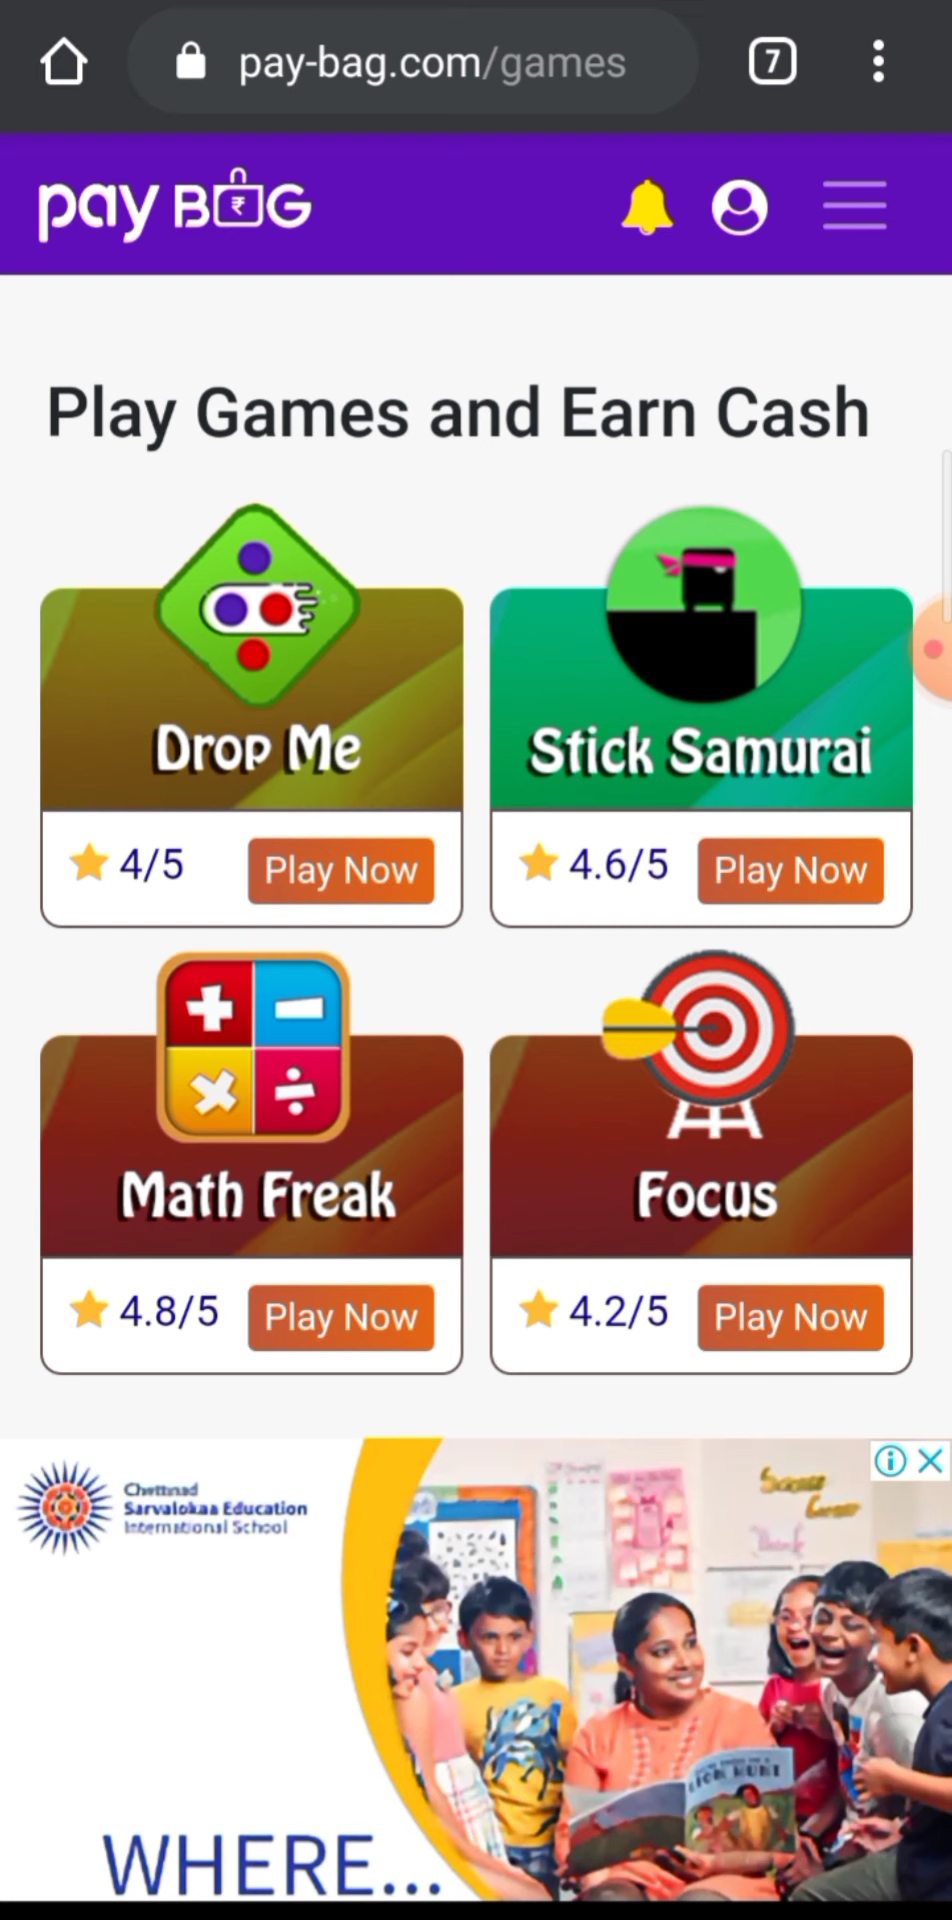 7
pay-bag.com/games
pay BAG
₹
Play Games and Earn Cash
Drop Me
Stick Samurai
4/5
Play Now
4.6/5
Play Now
Math Freak
Focus
4.8/5
Play Now
4.2/5
Play Now
Chettinad
Sarvalokaa Education
International School
LION HUNT
WHERE...